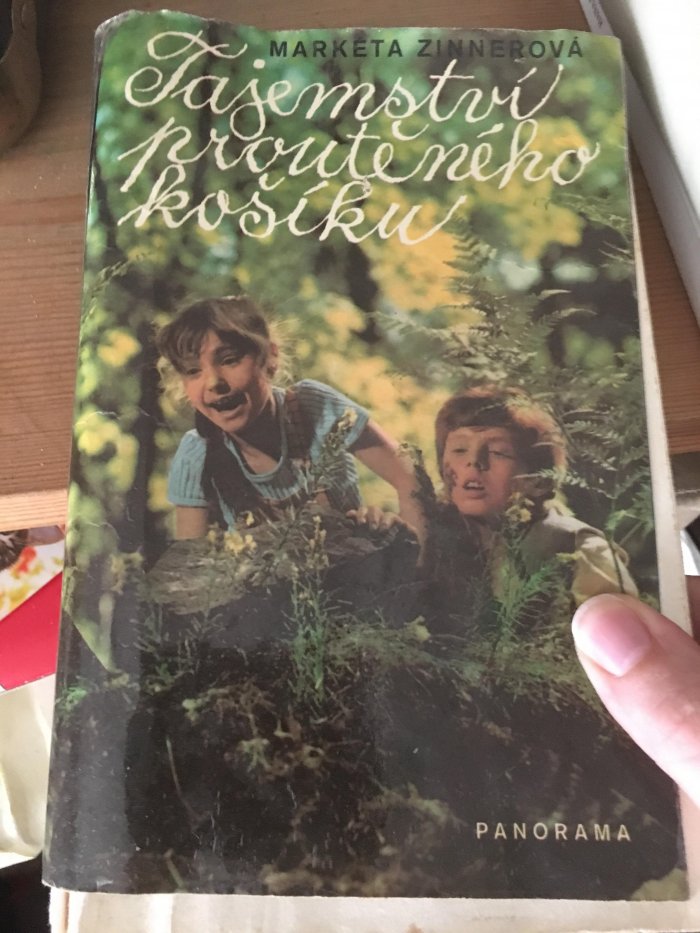 MARKÉTA ZINNEROVÁ
Tajemství
proutěného
košíku
PANORAMA